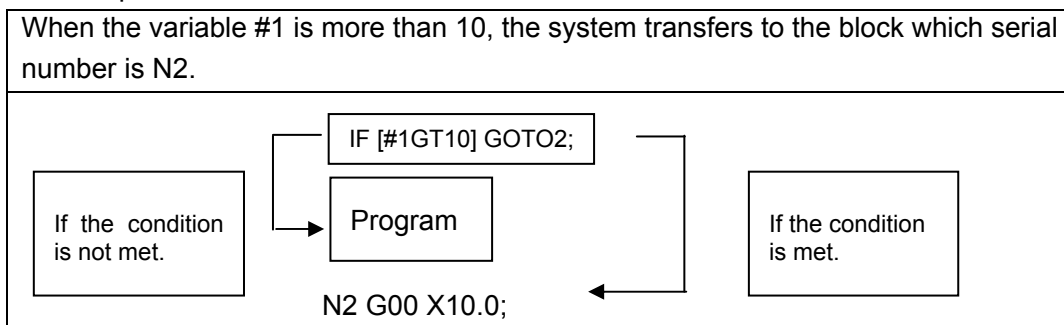 When the variable #1 is more than 10, the system transfers to the block which serial
number is N2.
IF [#1GT10] GOTO2;
If the condition
is not met.
Program
If the condition
is met.
N2 G00 X10.0;